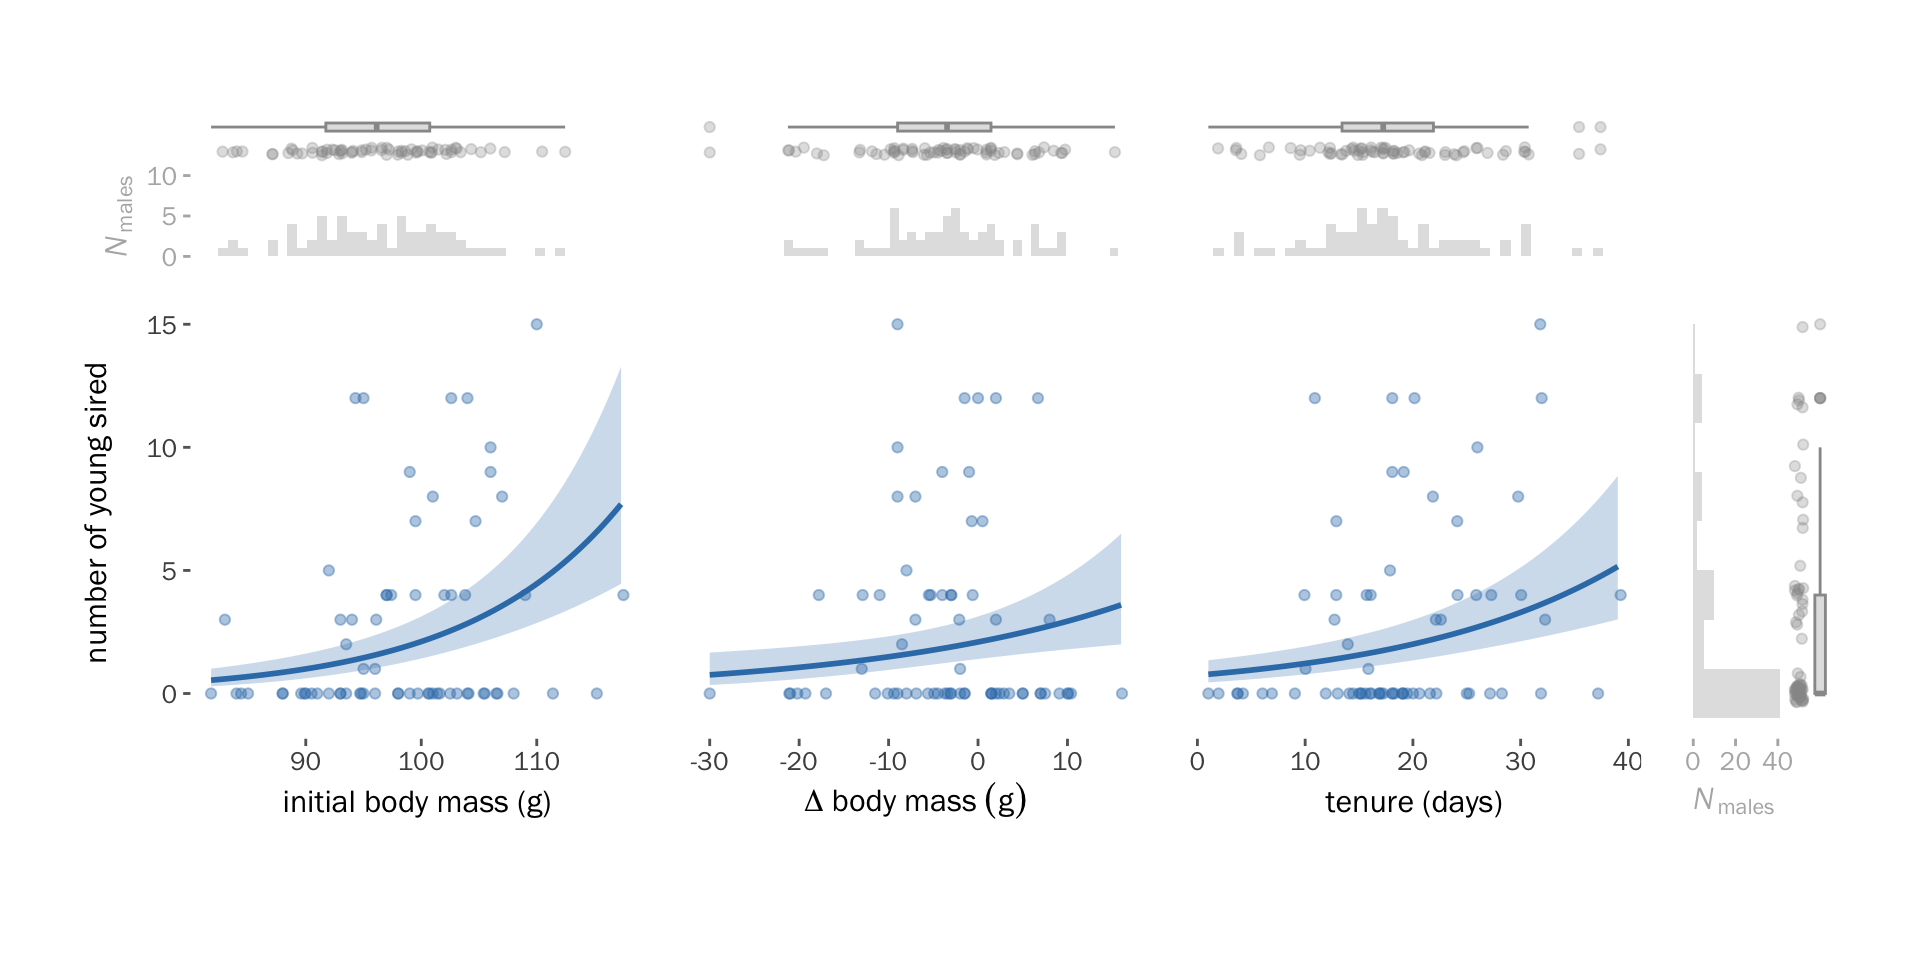 10
5
0
N males
15
10
5
0
number of young sired
90 100 110
initial body mass (g)
-30 -20 -10 0 10
Δ body mass (g)
0 10 20 30 40
tenure (days)
0 20 40
N males